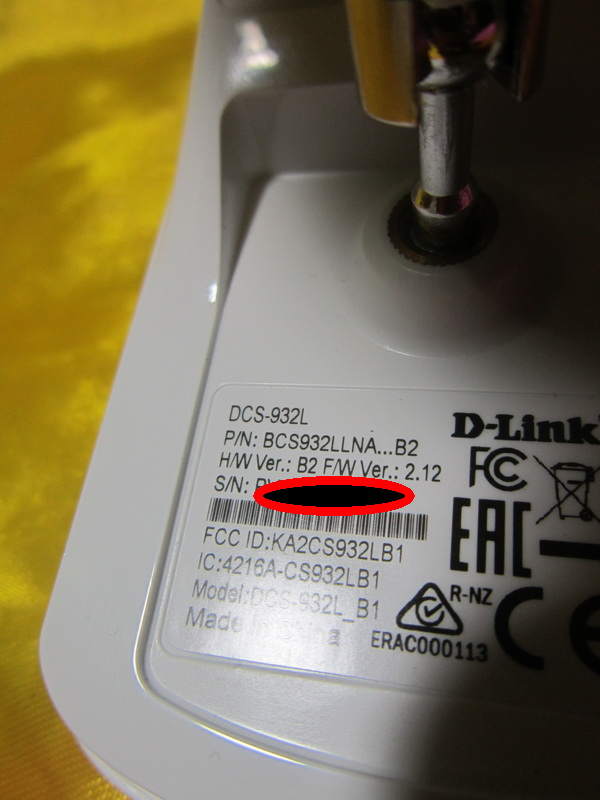 DCS-932L
P/N: BCS932LLNA...B2
H/W Ver.: B2 F/W Ver.: 2.12
S/N:
FCC ID:KA2CS932LB1
IC:4216A-CS932LB1
Model:DCS-932L_B1
Made in China
D-Link
FC
EAC
R-NZ
ERAC000113
CE